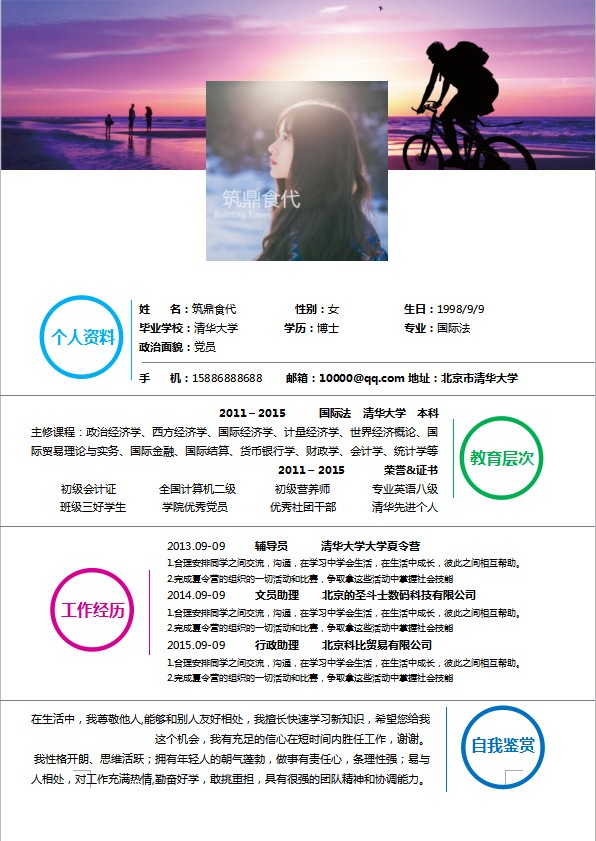 筑鼎食代
Building Times
个人资料
姓 名：筑鼎食代 性别：女 生日：1998/9/9
毕业学校：清华大学 学历：博士 专业：国际法
政治面貌：党员
手 机：15886888688 邮箱：10000@qq.com 地址：北京市清华大学
2011－2015 国际法 清华大学 本科
主修课程：政治经济学、西方经济学、国际经济学、计量经济学、世界经济概论、国
际贸易理论与实务、国际金融、国际结算、货币银行学、财政学、会计学、统计学等
2011－2015 荣誉&证书
初级会计证 全国计算机二级 初级营养师 专业英语八级
班级三好学生 学院优秀党员 优秀社团干部 清华先进个人
教育层次
工作经历
2013.09-09 辅导员 清华大学大学夏令营
1.合理安排同学之间交流，沟通，在学习中学会生活，在生活中成长，彼此之间相互帮助。
2.完成夏令营的组织的一切活动和比赛，争取拿这些活动中掌握社会技能
2014.09-09 文员助理 北京的圣斗士数码科技有限公司
1.合理安排同学之间交流，沟通，在学习中学会生活，在生活中成长，彼此之间相互帮助。
2.完成夏令营的组织的一切活动和比赛，争取拿这些活动中掌握社会技能
2015.09-09 行政助理 北京科比贸易有限公司
1.合理安排同学之间交流，沟通，在学习中学会生活，在生活中成长，彼此之间相互帮助。
2.完成夏令营的组织的一切活动和比赛，争取拿这些活动中掌握社会技能
在生活中，我尊敬他人,能够和别人友好相处，我擅长快速学习新知识，希望您给我
这个机会，我有充足的信心在短时间内胜任工作，谢谢。
我性格开朗、思维活跃；拥有年轻人的朝气蓬勃，做事有责任心，条理性强；易与
人相处，对工作充满热情,勤奋好学，敢挑重担，具有很强的团队精神和协调能力。
自我鉴赏